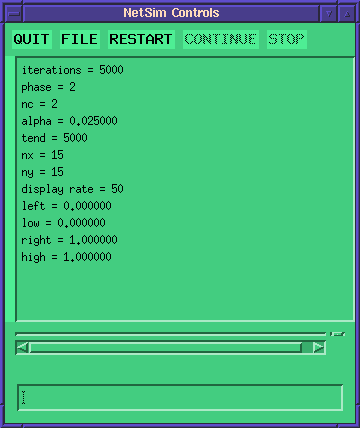 NetSim Controls
QUIT FILE RESTART CONTINUE STOP
iterations = 5000
phase = 2
nc = 2
alpha = 0.025000
tend = 5000
nx = 15
ny = 15
display rate = 50
left = 0.000000
low = 0.000000
right = 1.000000
high = 1.000000